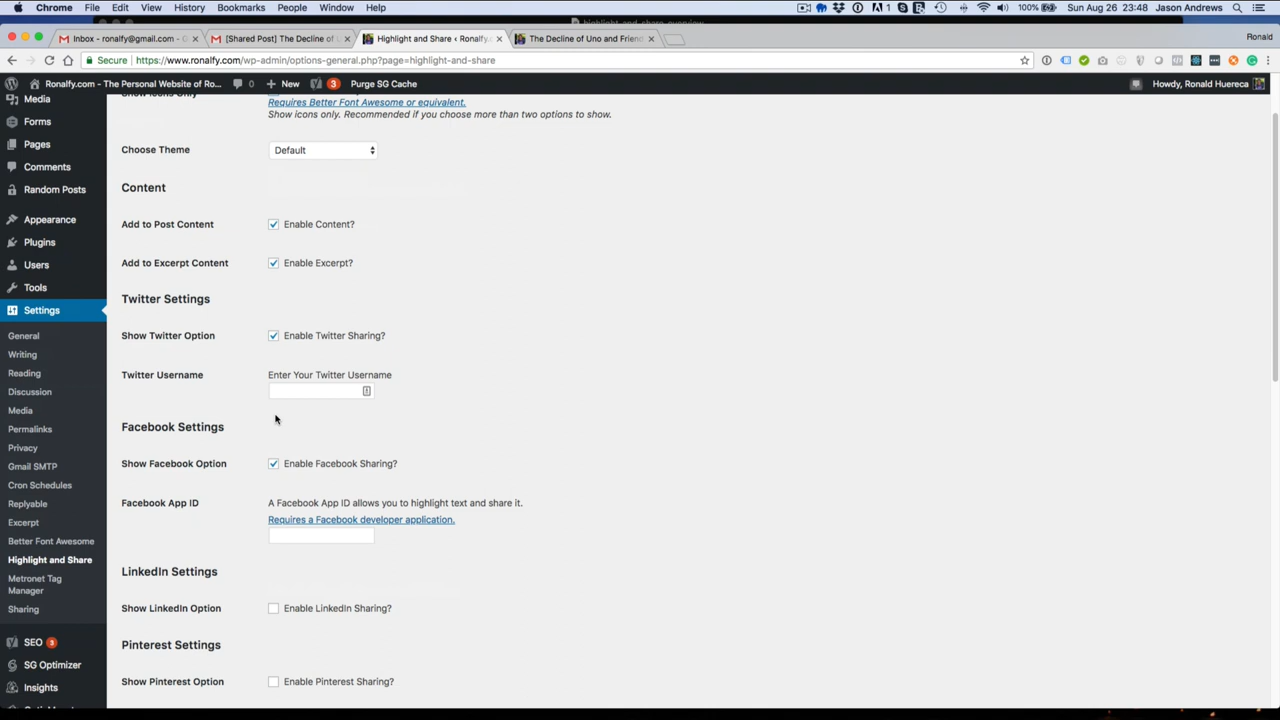 Chrome File Edit View History Bookmarks People Window Help
100% Sun Aug 26 23:48 Jason Andrews
highlight-and-share-overview
Inbox - ronalfy@gmail.com -
[Shared Post] The Decline of
Highlight and Share ‹ Ronalfy.
The Decline of Uno and Friend
Ronald
Secure https://www.ronalfy.com/wp-admin/options-general.php?page=highlight-and-share
Ronalfy.com - The Personal Website of Ro... 0 New 3 Purge SG Cache Howdy, Ronald Huereca
Media
Forms
Pages
Comments
Random Posts
Appearance
Plugins
Users
Tools
Settings
General
Writing
Reading
Discussion
Media
Permalinks
Privacy
Gmail SMTP
Cron Schedules
Replyable
Excerpt
Better Font Awesome
Highlight and Share
Metronet Tag
Manager
Sharing
SEO 3
SG Optimizer
Insights
Show Icons Only
Requires Better Font Awesome or equivalent.
Show icons only. Recommended if you choose more than two options to show.
Choose Theme Default
Content
Add to Post Content Enable Content?
Add to Excerpt Content Enable Excerpt?
Twitter Settings
Show Twitter Option Enable Twitter Sharing?
Twitter Username Enter Your Twitter Username
Facebook Settings
Show Facebook Option Enable Facebook Sharing?
Facebook App ID A Facebook App ID allows you to highlight text and share it.
Requires a Facebook developer application.
LinkedIn Settings
Show LinkedIn Option Enable LinkedIn Sharing?
Pinterest Settings
Show Pinterest Option Enable Pinterest Sharing?